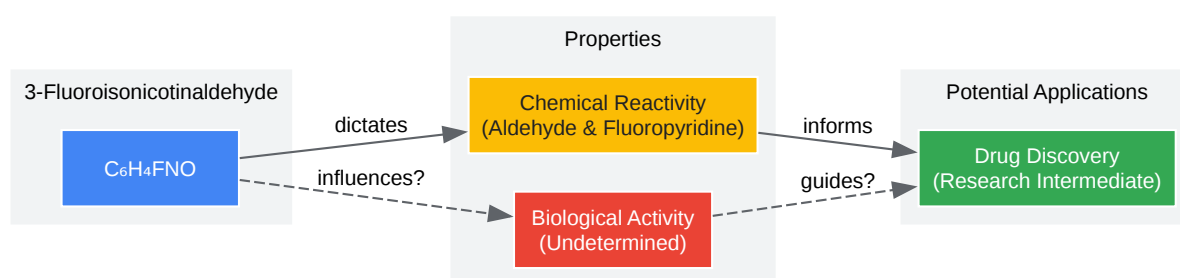 3-Fluoroisonicotinaldehyde
C₆H₄FNO
dictates
influences?
Properties
Chemical Reactivity
(Aldehyde & Fluoropyridine)
Biological Activity
(Undetermined)
informs
guides?
Potential Applications
Drug Discovery
(Research Intermediate)